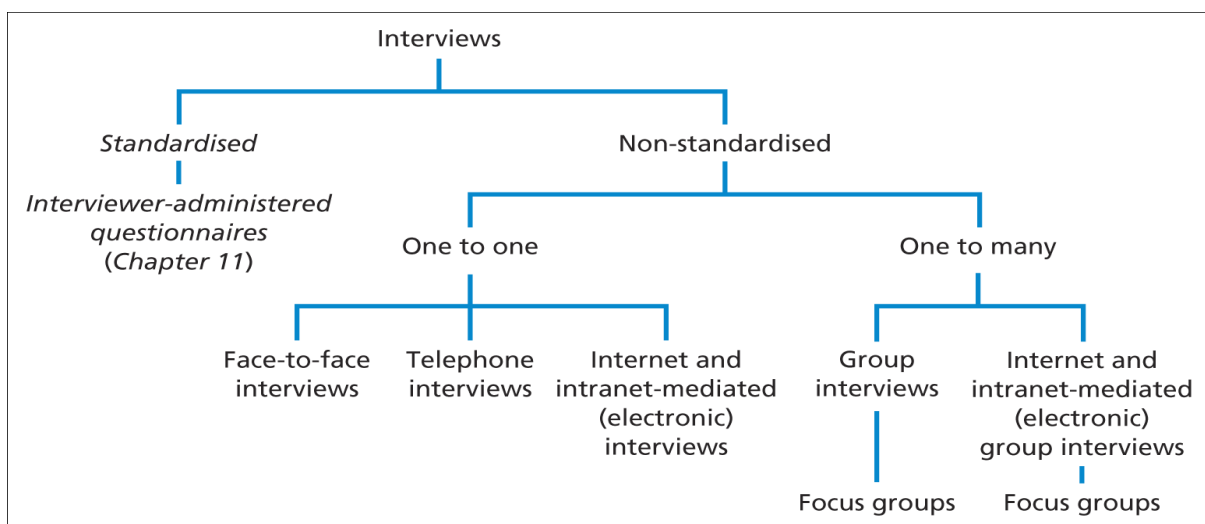 Interviews
Standardised
Non-standardised
Interviewer-administered
questionnaires
(Chapter 11)
One to one
One to many
Face-to-face
interviews
Telephone
interviews
Internet and
intranet-mediated
(electronic)
interviews
Group
interviews
Internet and
intranet-mediated
(electronic)
group interviews
Focus groups
Focus groups